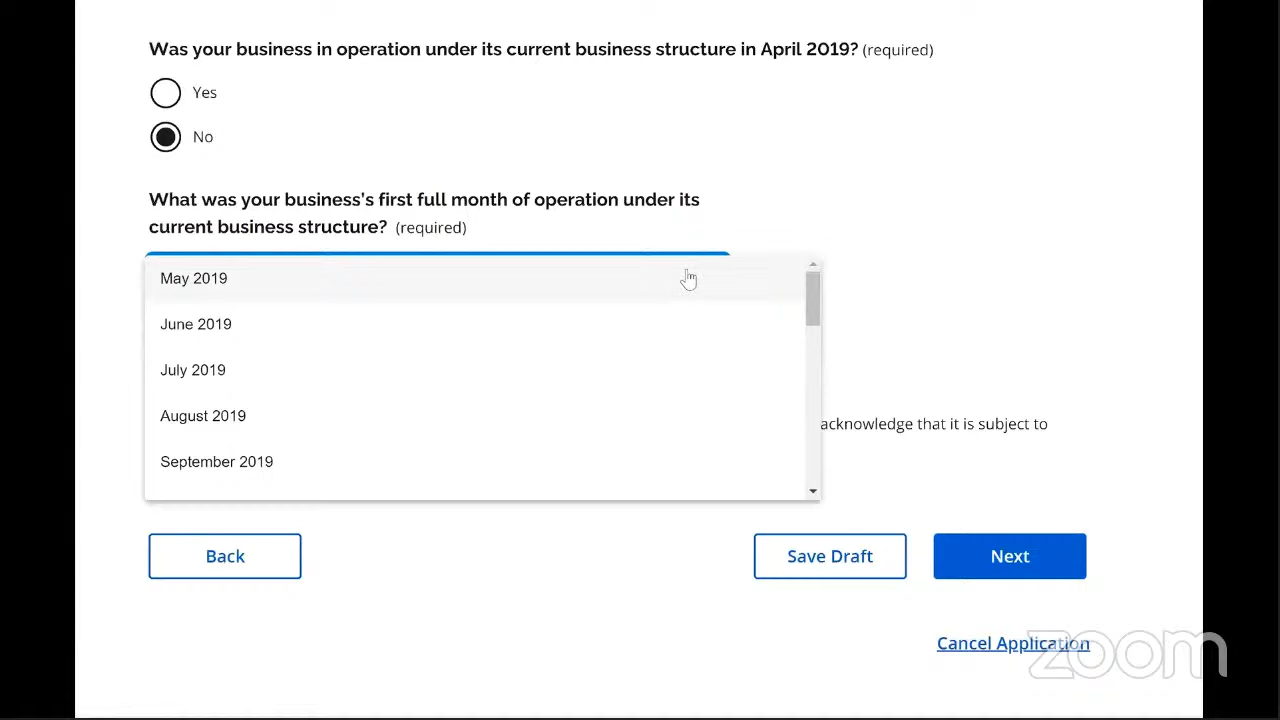 Was your business in operation under its current business structure in April 2019? (required)
Yes
No
What was your business's first full month of operation under its
current business structure? (required)
May 2019
June 2019
July 2019
August 2019
acknowledge that it is subject to
September 2019
Back
Save Draft
Next
Cancel Application
zoom